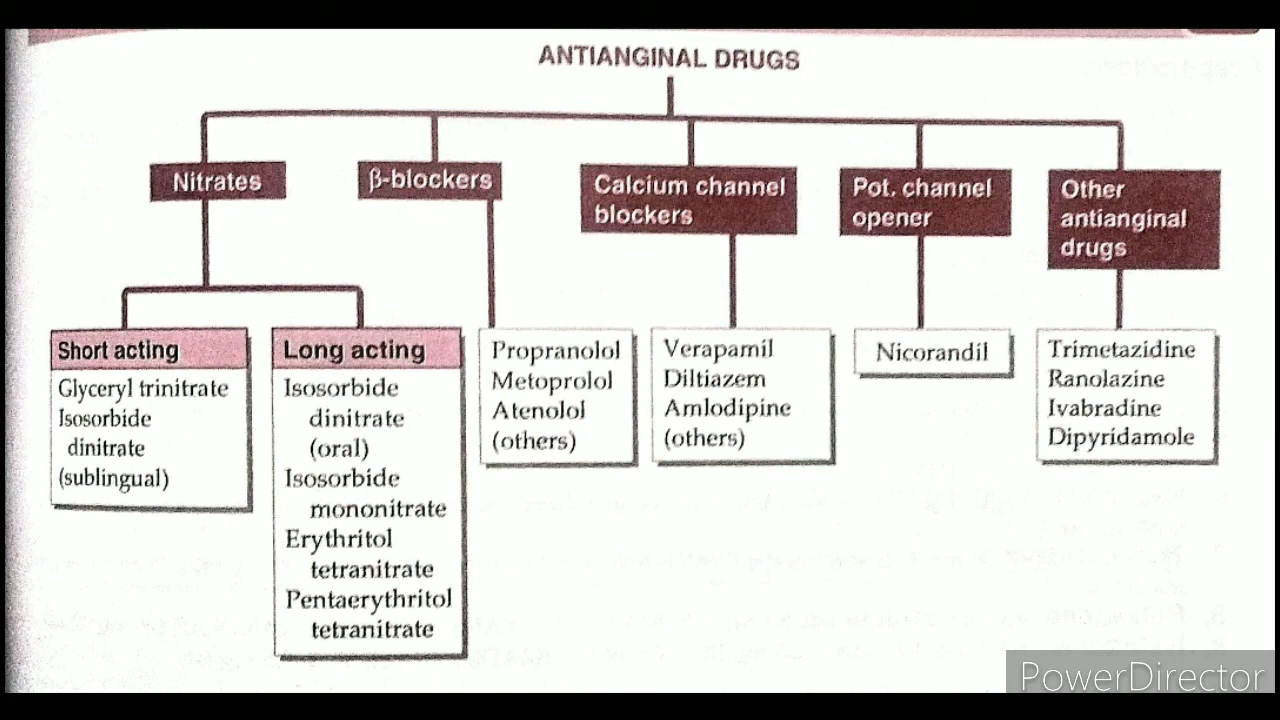 ANTIANGINAL DRUGS
Nitrates
β-blockers
Calcium channel
blockers
Pot. channel
opener
Other
antianginal
drugs
Short acting
Glyceryl trinitrate
Isosorbide
dinitrate
(sublingual)
Long acting
Isosorbide
dinitrate
(oral)
Isosorbide
mononitrate
Erythritol
tetranitrate
Pentaerythritol
tetranitrate
Propranolol
Metoprolol
Atenolol
(others)
Verapamil
Diltiazem
Amlodipine
(others)
Nicorandil
Trimetazidine
Ranolazine
Ivabradine
Dipyridamole
PowerDirector